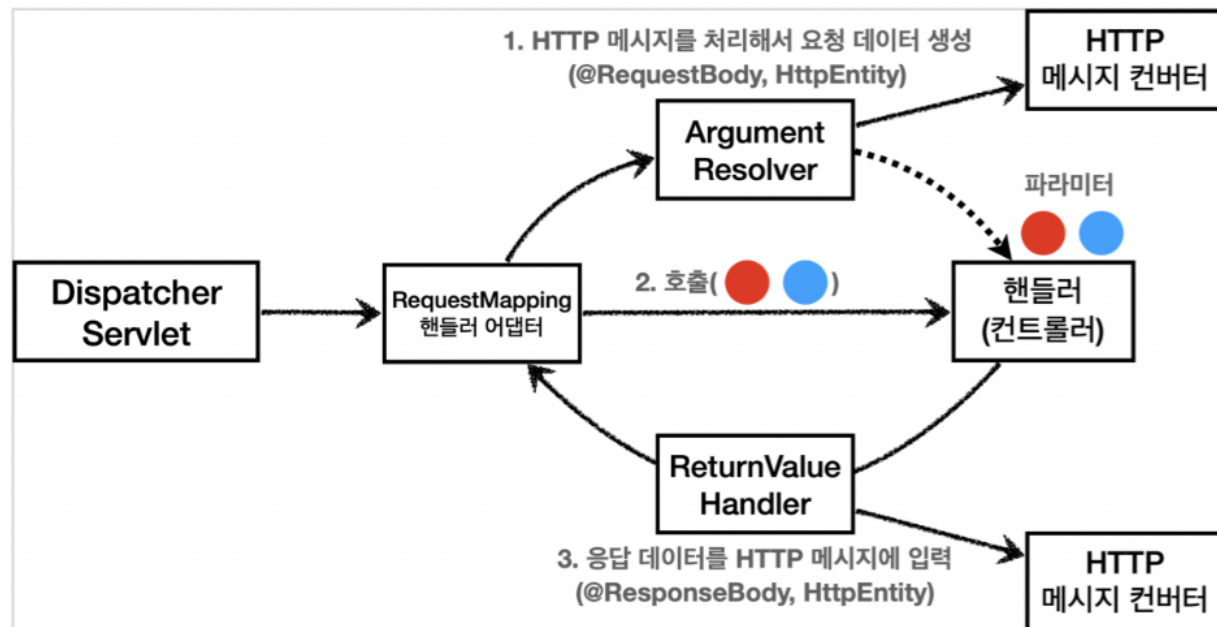 1. HTTP 메시지를 처리해서 요청 데이터 생성
(@RequestBody, HttpEntity)
HTTP
메시지 컨버터
Argument
Resolver
파라미터
Dispatcher
Servlet
RequestMapping
핸들러 어댑터
2. 호출( )
핸들러
(컨트롤러)
ReturnValue
Handler
3. 응답 데이터를 HTTP 메시지에 입력
(@ResponseBody, HttpEntity)
HTTP
메시지 컨버터